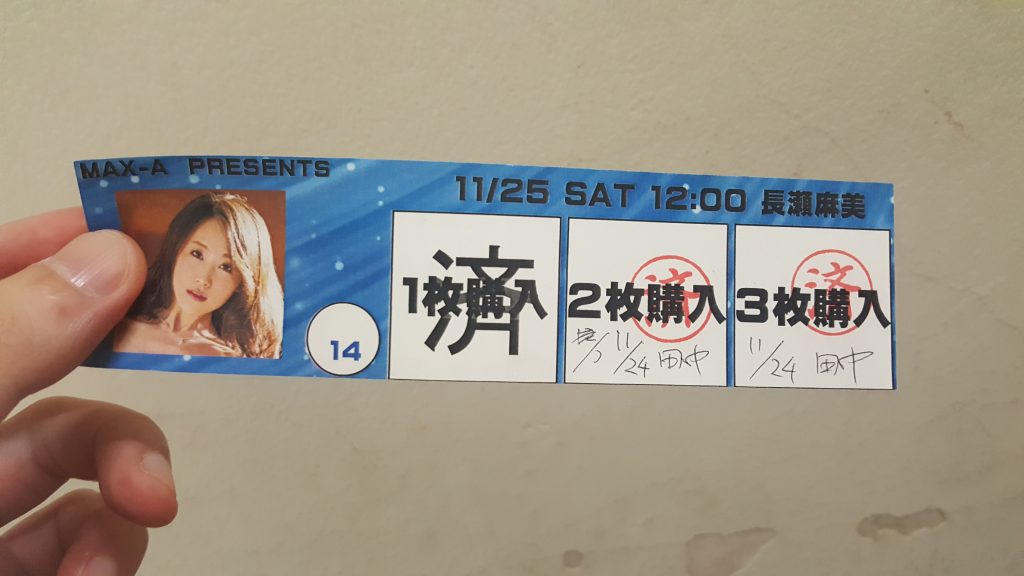 MAX-A PRESENTS
11/25 SAT 12:00 長瀬麻美
14
済
1枚購入
済
2枚購入
11/24 田中
済
3枚購入
11/24 田中